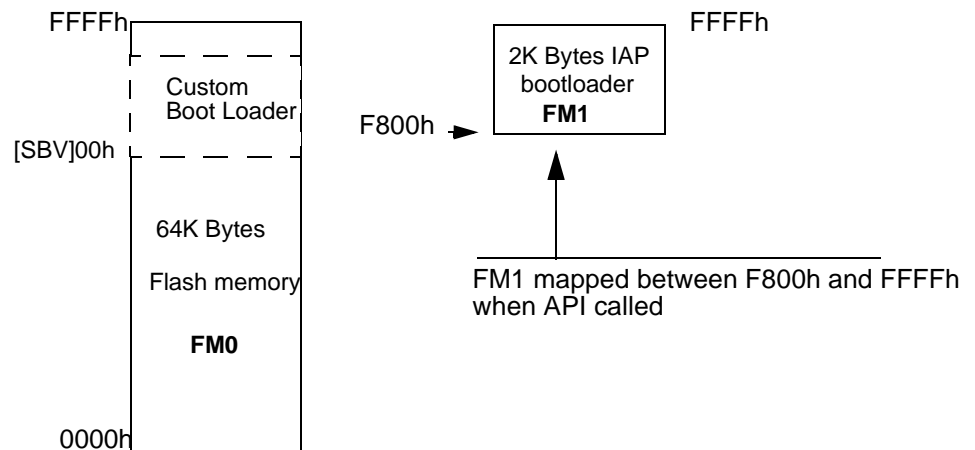 FFFFh
Custom
Boot Loader
[SBV]00h
64K Bytes
Flash memory
FM0
0000h
FFFFh
2K Bytes IAP
bootloader
FM1
F800h
FM1 mapped between F800h and FFFFh
when API called